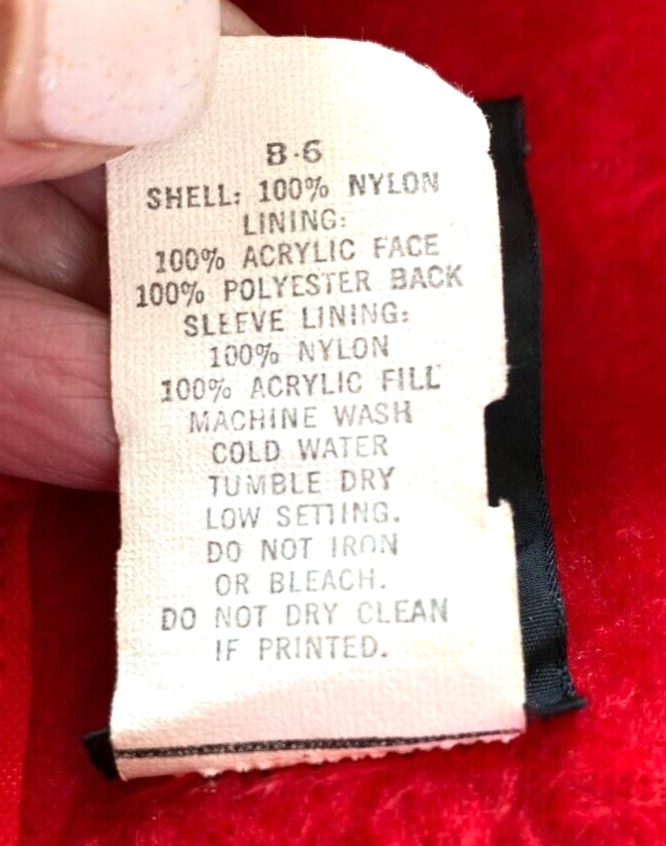 B-6
SHELL: 100% NYLON
LINING:
100% ACRYLIC FACE
100% POLYESTER BACK
SLEEVE LINING:
100% NYLON
100% ACRYLIC FILL
MACHINE WASH
COLD WATER
TUMBLE DRY
LOW SETTING.
DO NOT IRON
OR BLEACH.
DO NOT DRY CLEAN
IF PRINTED.